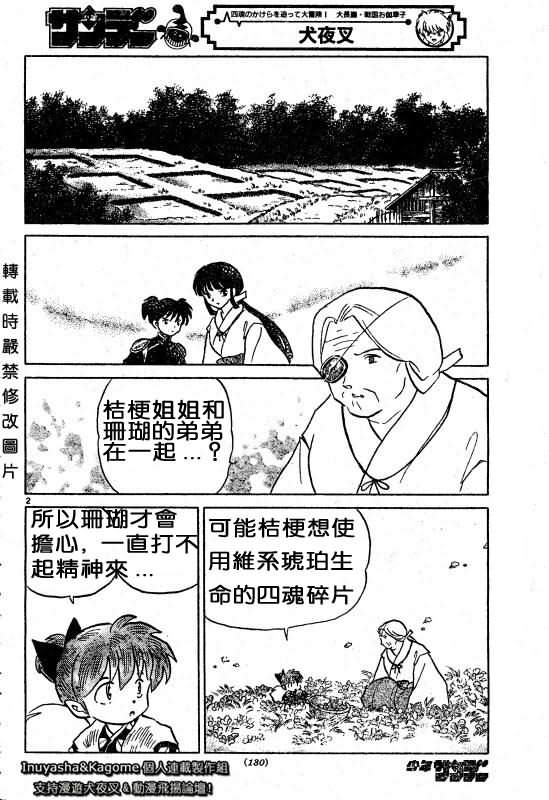 サンデー
四魂のかけらを追って大冒険！　大長編・戦国お伽草子
犬夜叉
轉載時嚴禁修改圖片
桔梗姐姐和
珊瑚的弟弟
在一起 ...?
2
可能桔梗想使
用維系琥珀生
命的四魂碎片
所以珊瑚才會
擔心, 一直打不
起精神來 ...
(180)
少年サンデー
Inuyasha&Kagome 個人連載製作組
支持漫遊犬夜叉&動漫飛揚論壇!